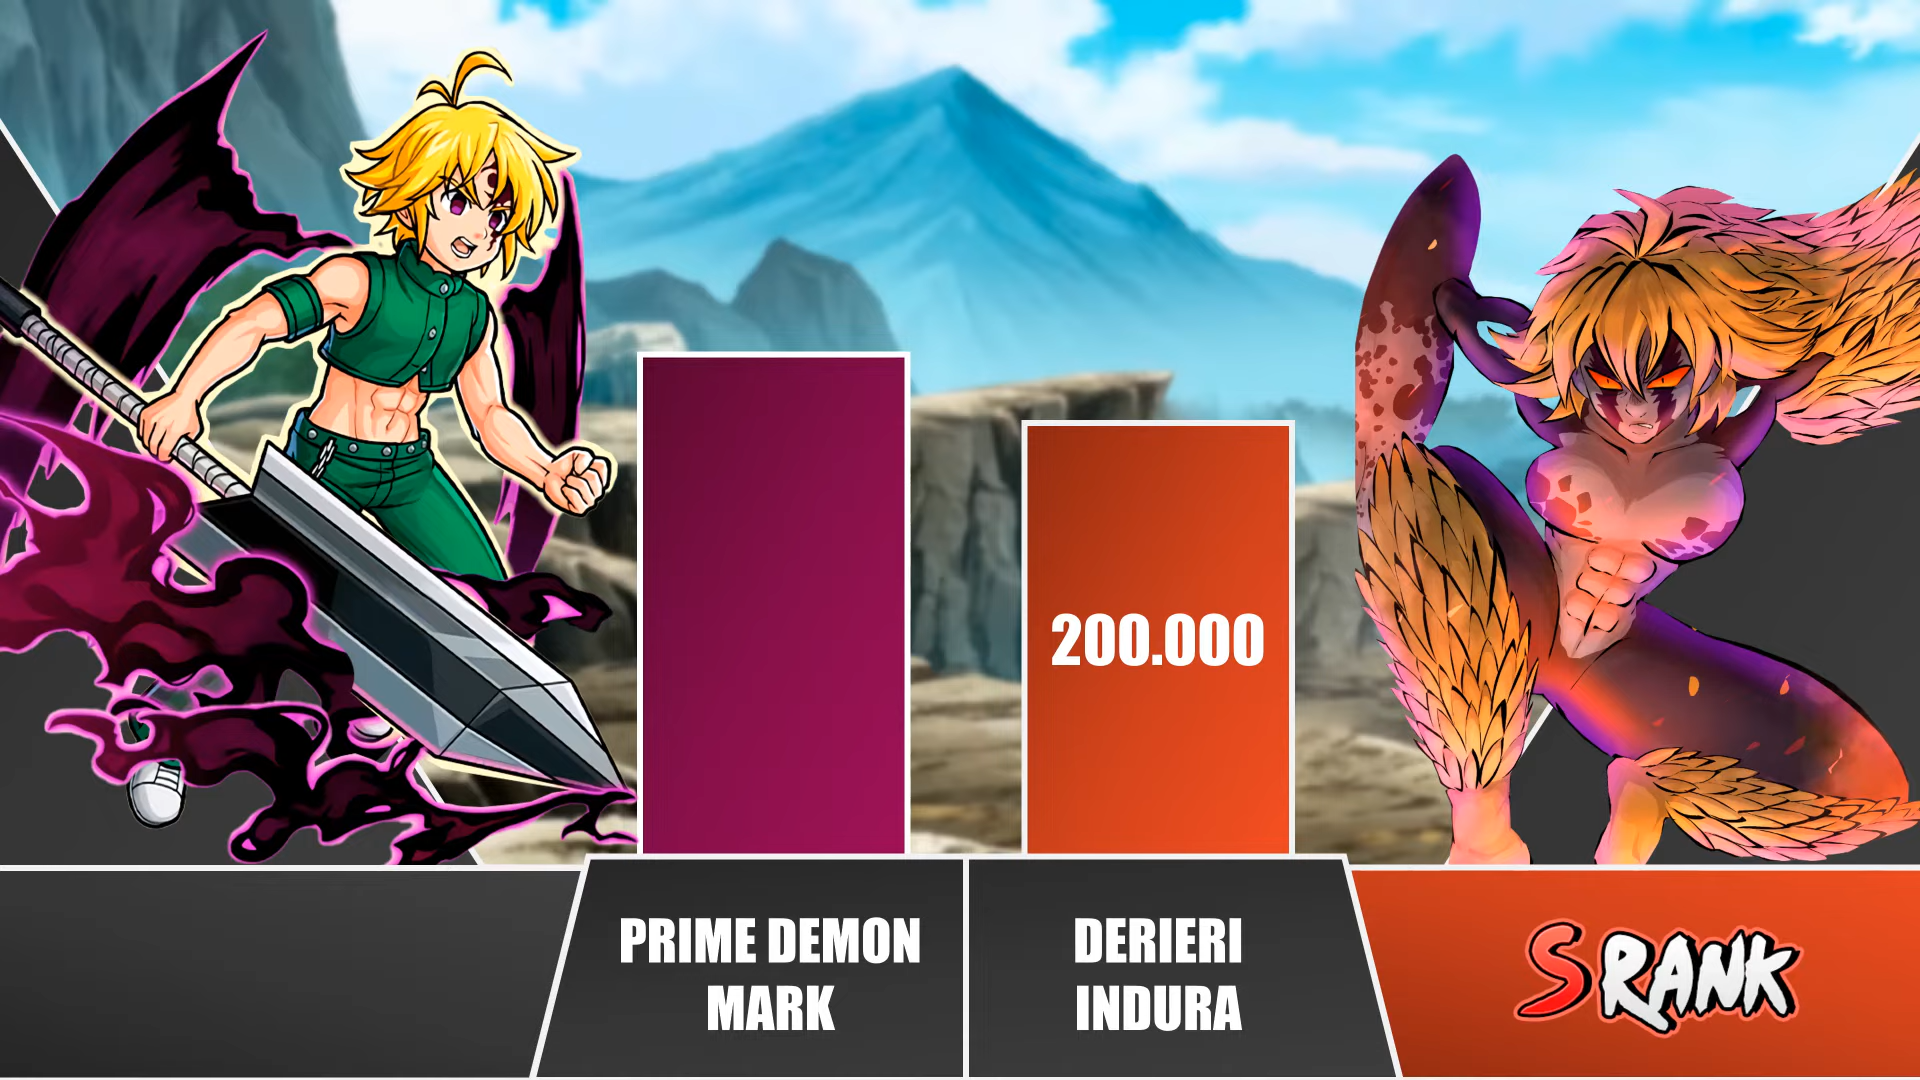 200.000
PRIME DEMON
MARK
DERIERI
INDURA
S RANK